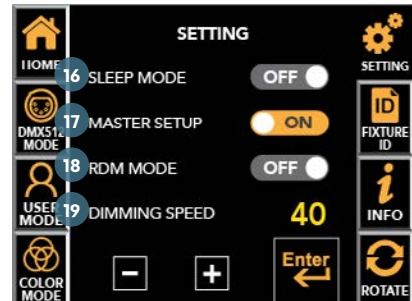 SETTING
HOME
SETTING
16 SLEEP MODE OFF
DMX512
MODE
17 MASTER SETUP ON
ID
FIXTURE
ID
18 RDM MODE OFF
USER
MODE
19 DIMMING SPEED 40
i
INFO
COLOR
MODE
-
+
Enter
ROTATE